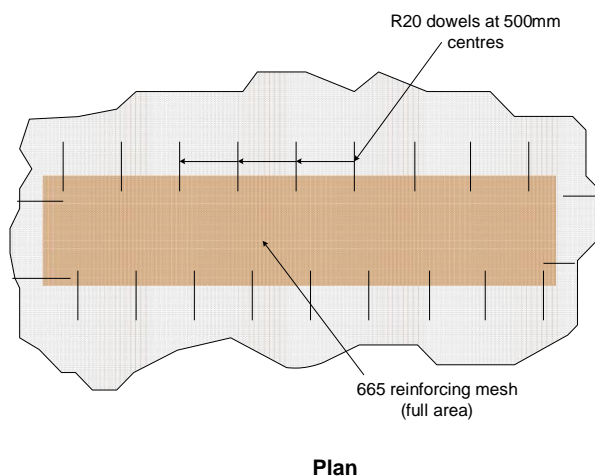 R20 dowels at 500mm
centres
665 reinforcing mesh
(full area)
Plan